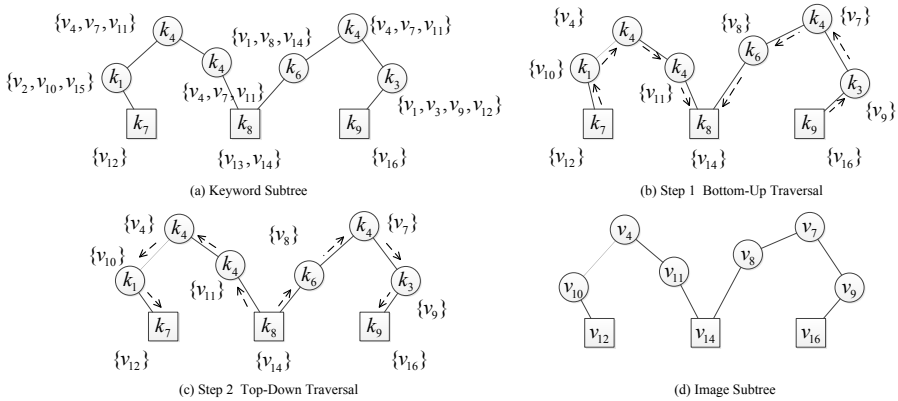 {v4, v7, v11}
k4
{v1, v8, v14}
k4
{v4, v7, v11}
{v2, v10, v15}
k1
k4
k6
k3
{v4, v7, v11}
{v1, v3, v9, v12}
k7
k8
k9
{v12}
{v13, v14}
{v16}
(a) Keyword Subtree
{v4}
k4
{v8}
k4
{v7}
{v10}
k1
k4
k6
k3
{v11}
{v9}
k7
k8
k9
{v12}
{v14}
{v16}
(b) Step 1 Bottom-Up Traversal
{v4}
k4
{v8}
k4
{v7}
{v10}
k1
k4
k6
k3
{v11}
{v9}
k7
k8
k9
{v12}
{v14}
{v16}
(c) Step 2 Top-Down Traversal
v4
v7
v8
v11
v10
v9
v12
v14
v16
(d) Image Subtree